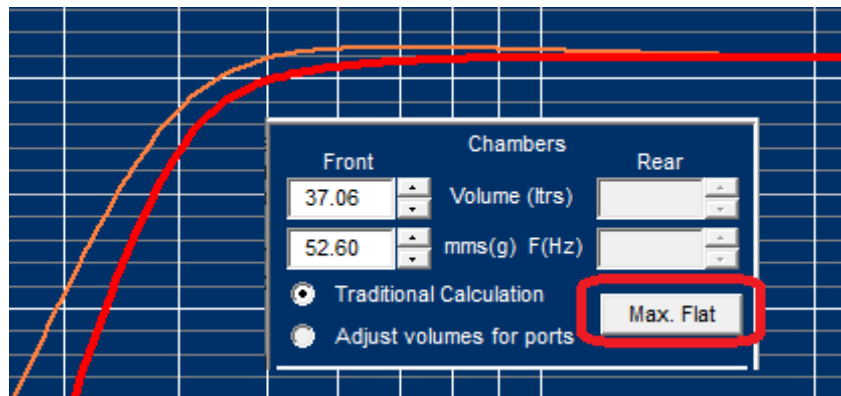 Chambers
Front Rear
37.06 Volume (ltrs)
52.60 mms(g) F(Hz)
Traditional Calculation
Max. Flat
Adjust volumes for ports